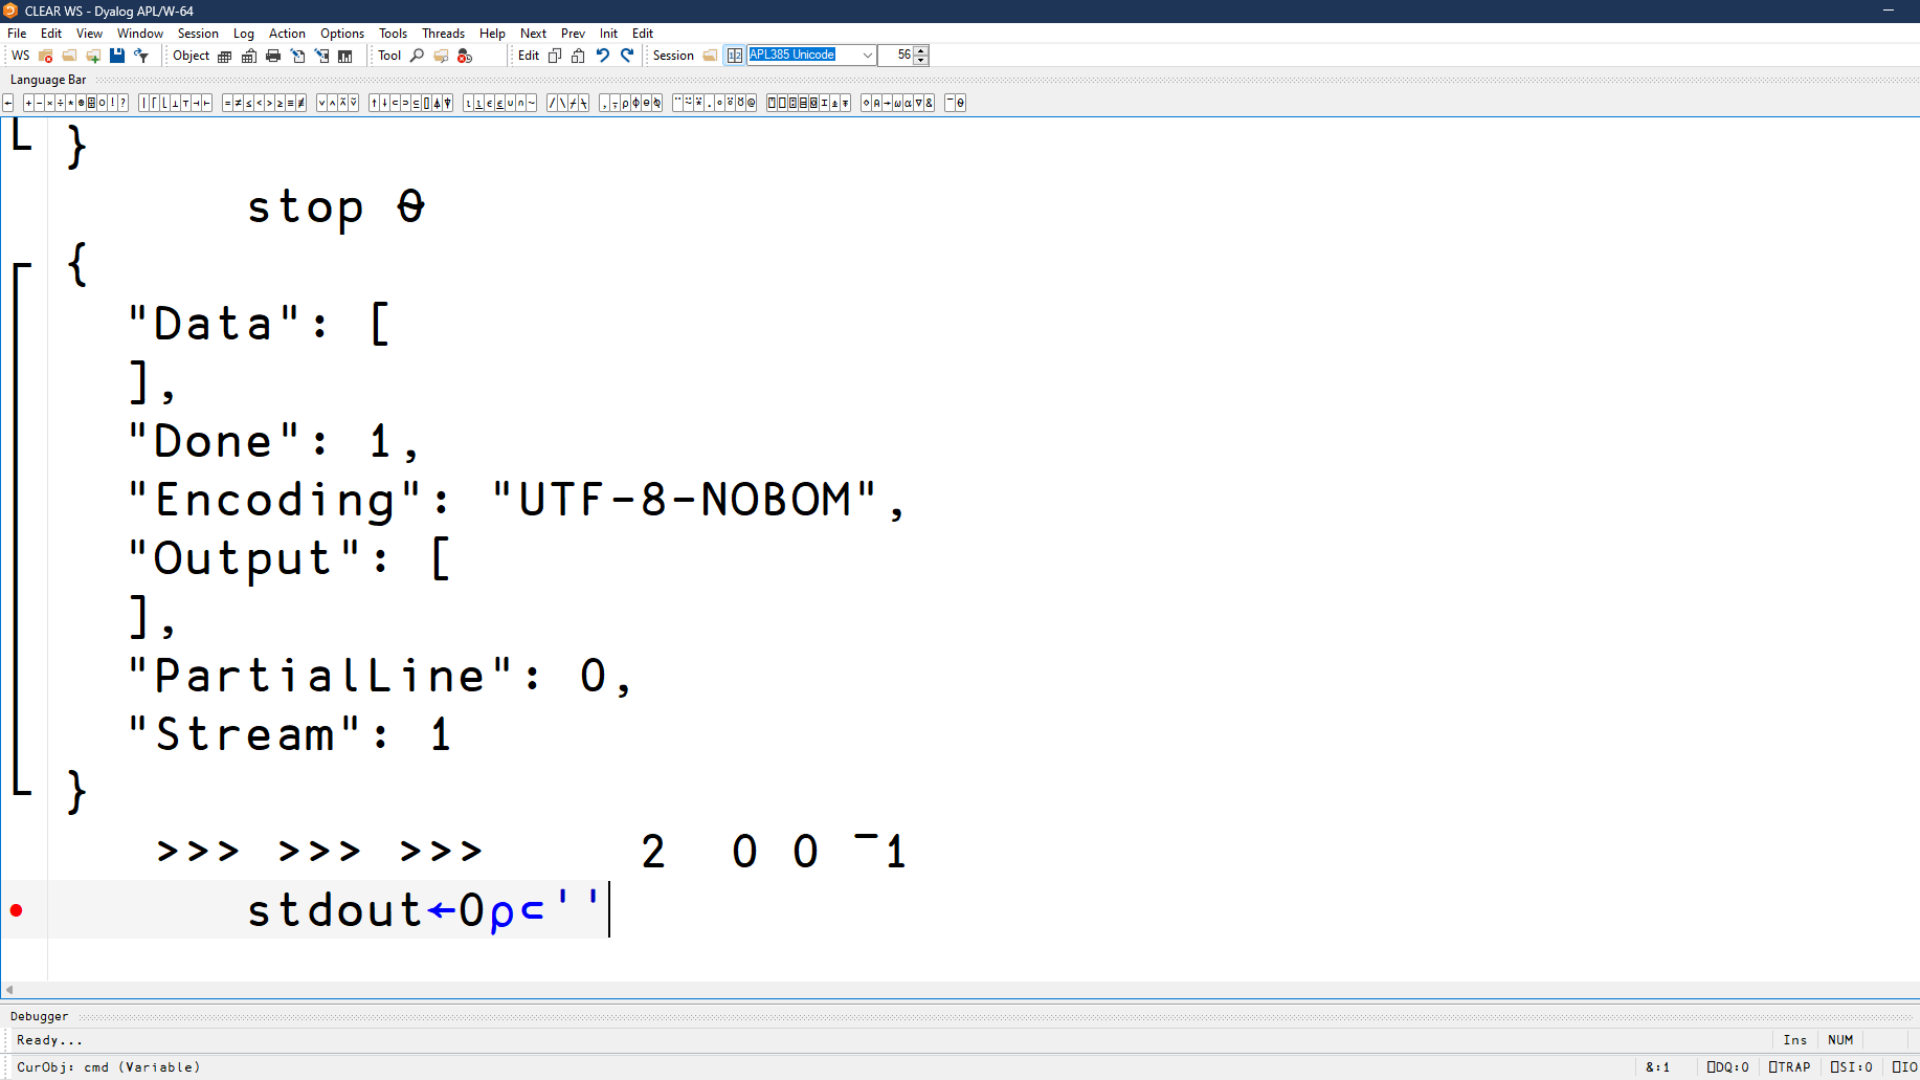 CLEAR WS - Dyalog APL/W-64
File Edit View Window Session Log Action Options Tools Threads Help Next Prev Init Edit
WS Object Tool Edit Session APL385 Unicode 56
Language Bar
}
stop ⍬
{
"Data": [
],
"Done": 1,
"Encoding": "UTF-8-NOBOM",
"Output": [
],
"PartialLine": 0,
"Stream": 1
}
>>> >>> >>> 2 0 0 ¯1
stdout←0⍴⊂''
Debugger
Ready...
Ins NUM
CurObj: cmd (Variable)
&:1 ⎕DQ:0 ⎕TRAP ⎕SI:0 ⎕IO